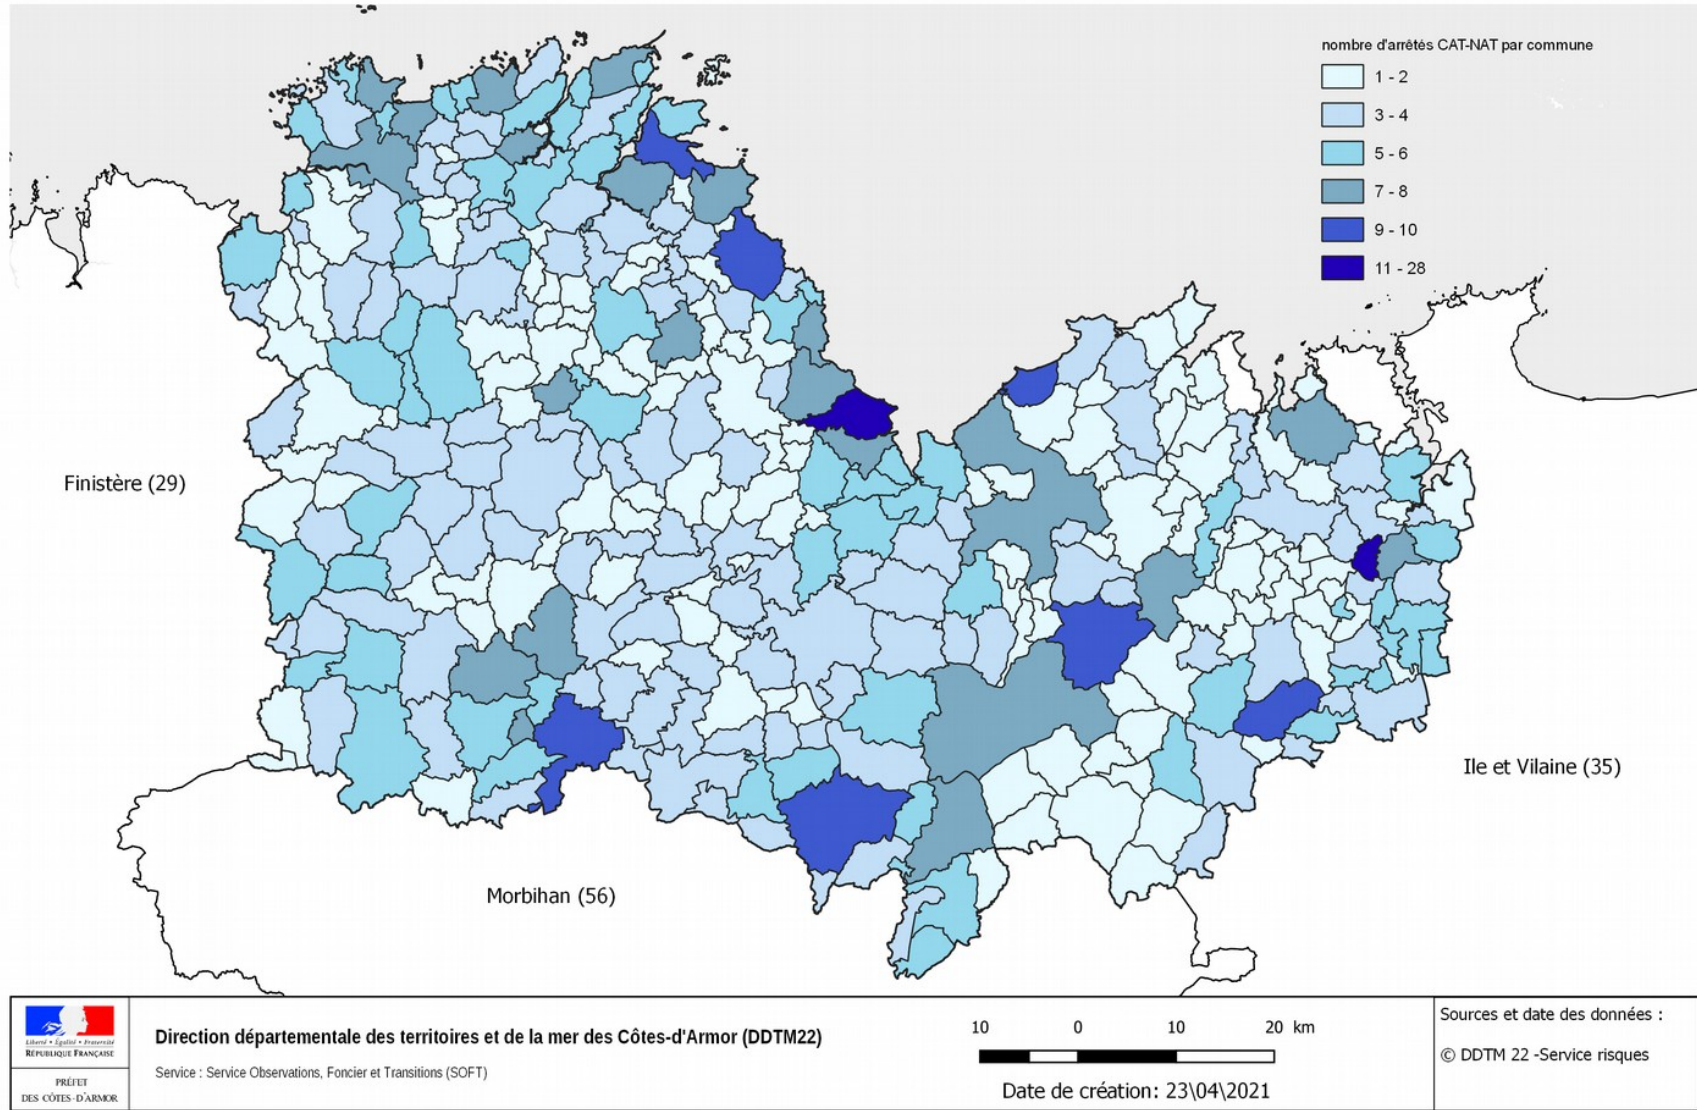 nombre d'arrêtés CAT-NAT par commune
1 - 2
3 - 4
5 - 6
7 - 8
9 - 10
11 - 28
Finistère (29)
Ile et Vilaine (35)
Morbihan (56)
Liberté • Égalité • Fraternité
RÉPUBLIQUE FRANÇAISE
PRÉFET
DES CÔTES-D'ARMOR
Direction départementale des territoires et de la mer des Côtes-d'Armor (DDTM22)
Service : Service Observations, Foncier et Transitions (SOFT)
10 0 10 20 km
Date de création: 23\04\2021
Sources et date des données :
© DDTM 22 -Service risques